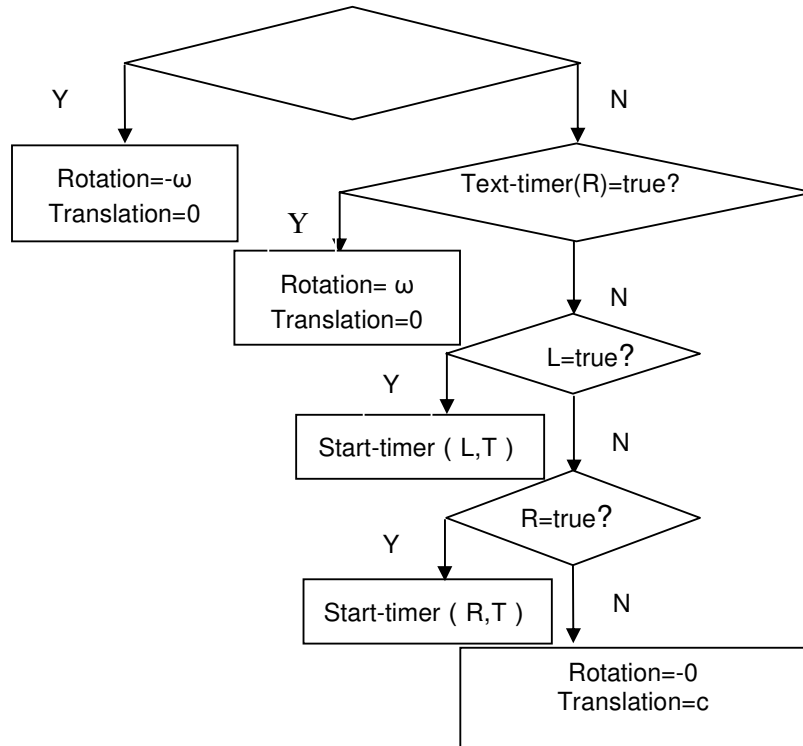 Y
N
Rotation=-ω
Translation=0
Text-timer(R)=true?
Y
Rotation= ω
Translation=0
N
L=true?
Y
Start-timer ( L,T )
N
R=true?
Y
Start-timer ( R,T )
N
Rotation=-0
Translation=c